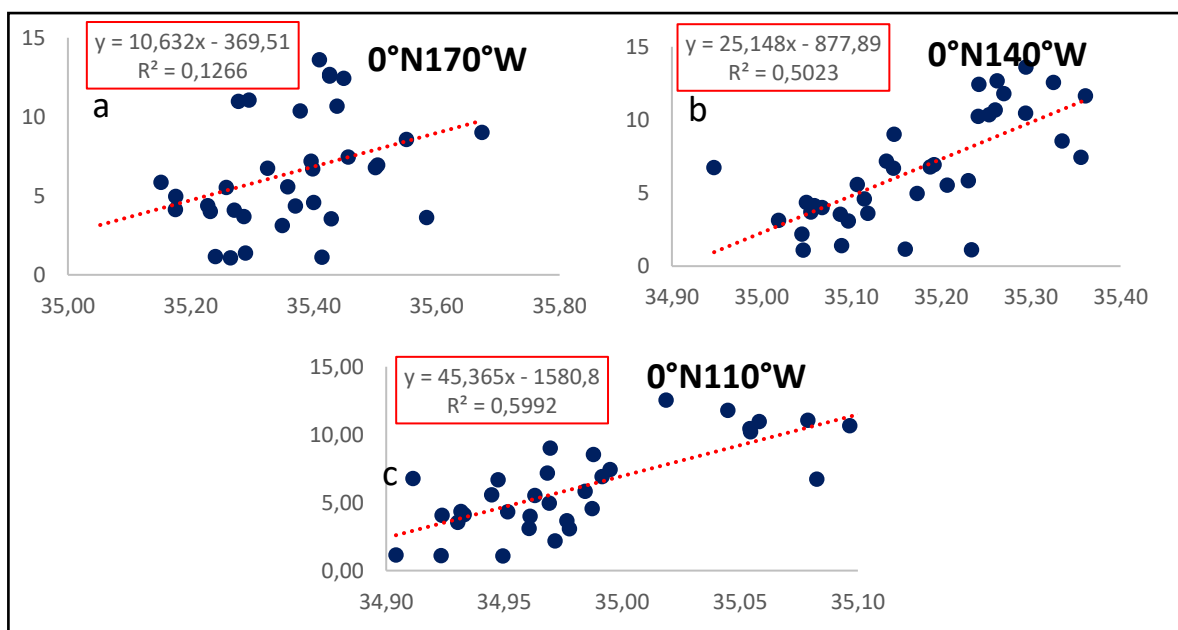 y = 10,632x - 369,51
R² = 0,1266
0°N170°W
a
15
10
5
0
35,00 35,20 35,40 35,60 35,80
y = 25,148x - 877,89
R² = 0,5023
0°N140°W
b
15
10
5
0
34,90 35,00 35,10 35,20 35,30 35,40
y = 45,365x - 1580,8
R² = 0,5992
0°N110°W
c
15,00
10,00
5,00
0,00
34,90 34,95 35,00 35,05 35,10